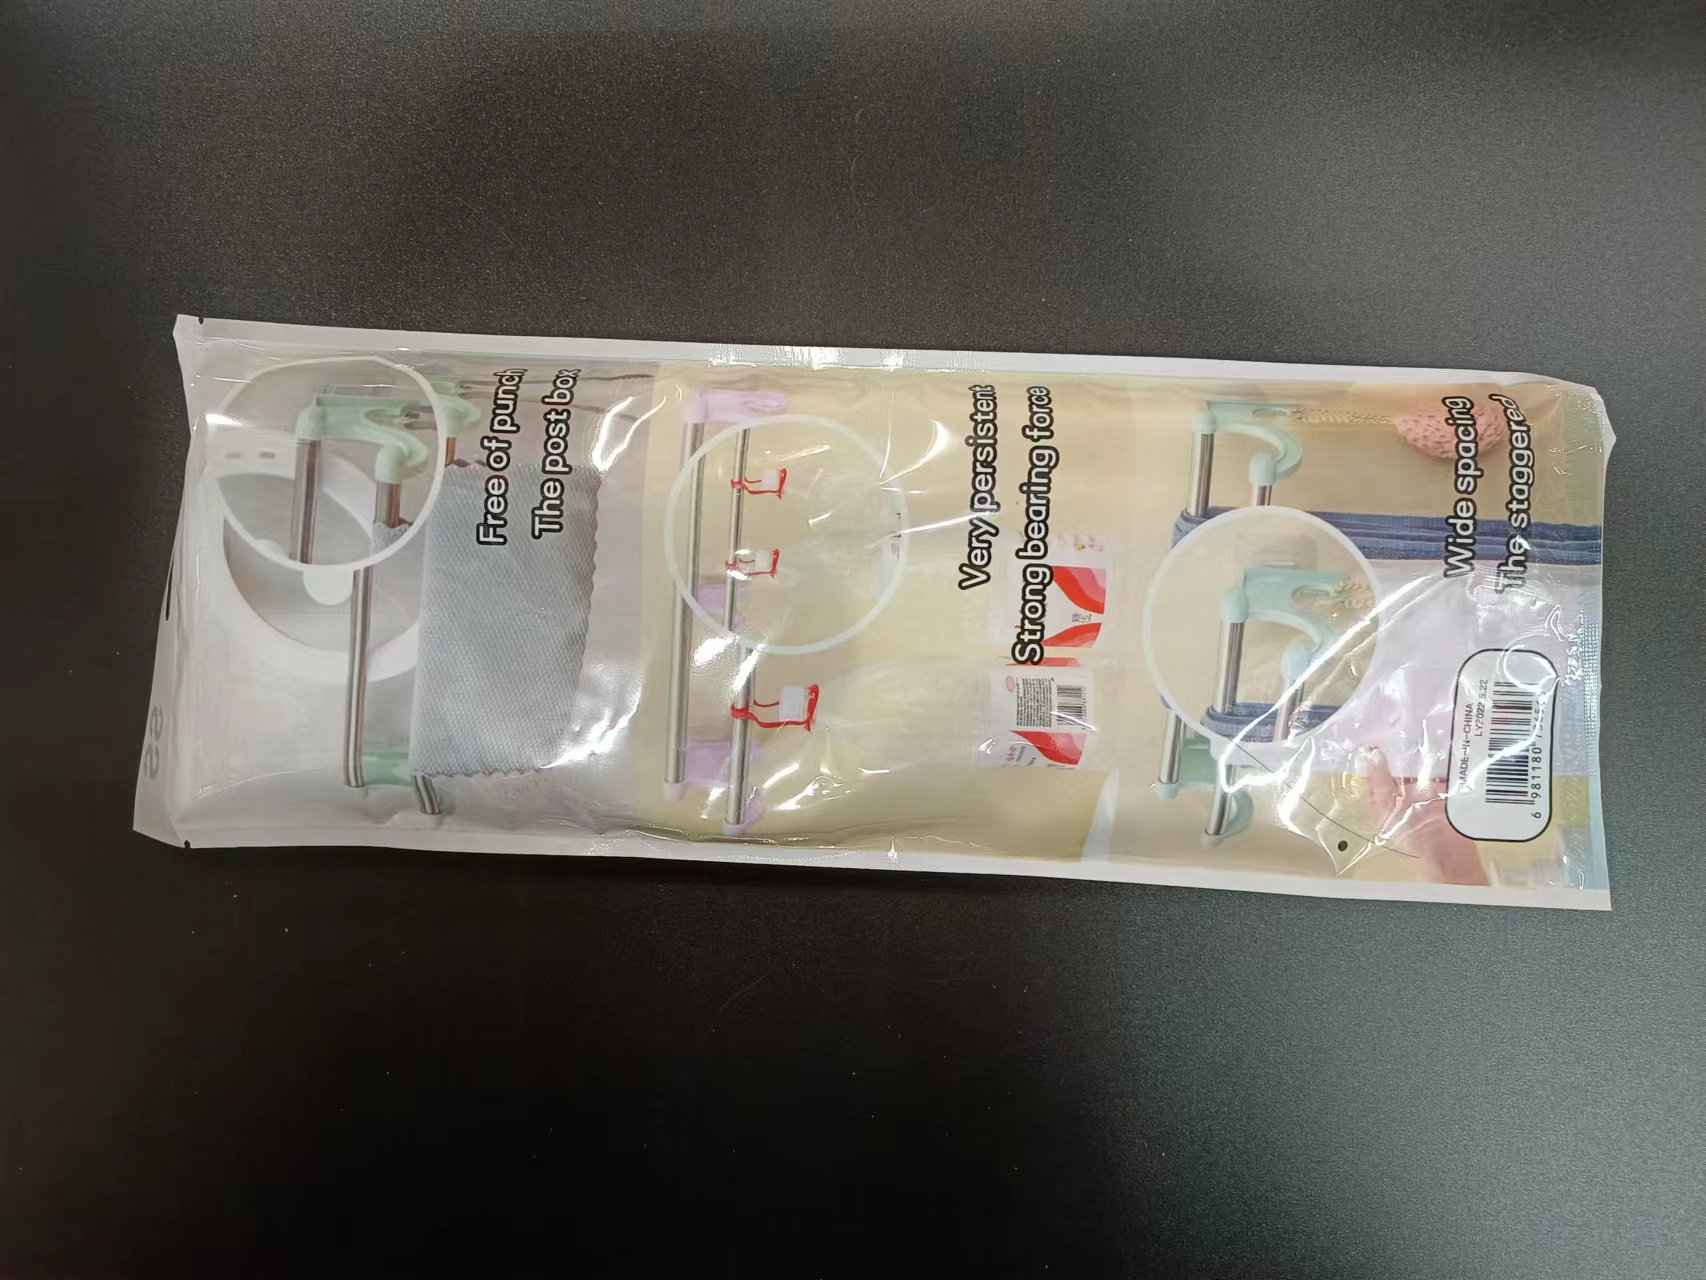 Free of punch
The post box
Very persistent
Strong bearing force
Wide spacing
The staggered
MADE-IN-CHINA